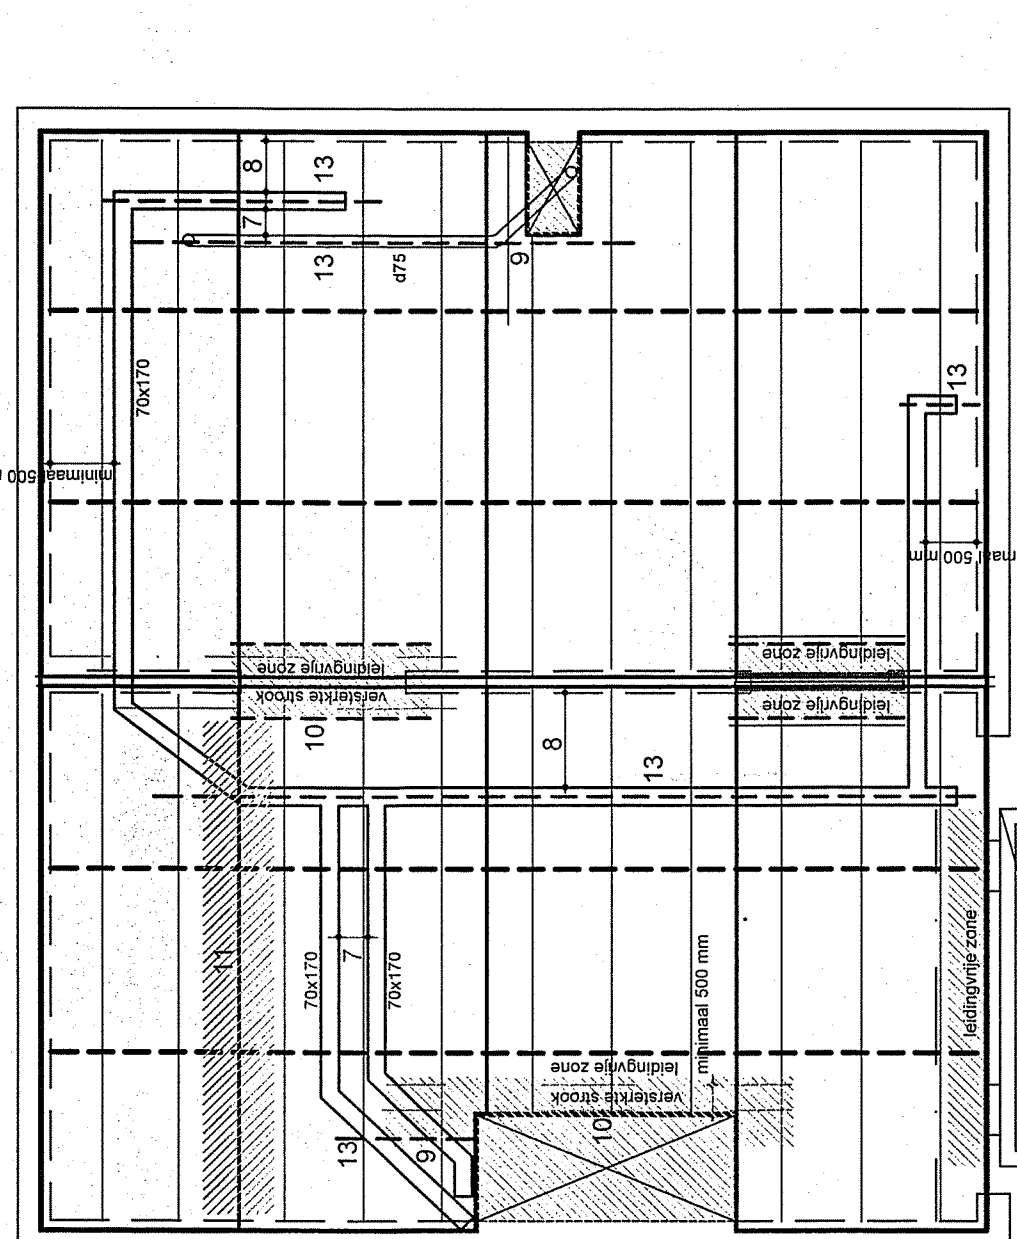 8
13
7
13
d75
9
70x170
13
minimaal 500
maal 500 mm
leidingvrije zone
versterkte strook
leidingvrije zone
leidingvrije zone
10
8
13
11
7
70x170
70x170
minimaal 500 mm
leidingvrije zone
leidingvrije zone
versterkte strook
10
13
9